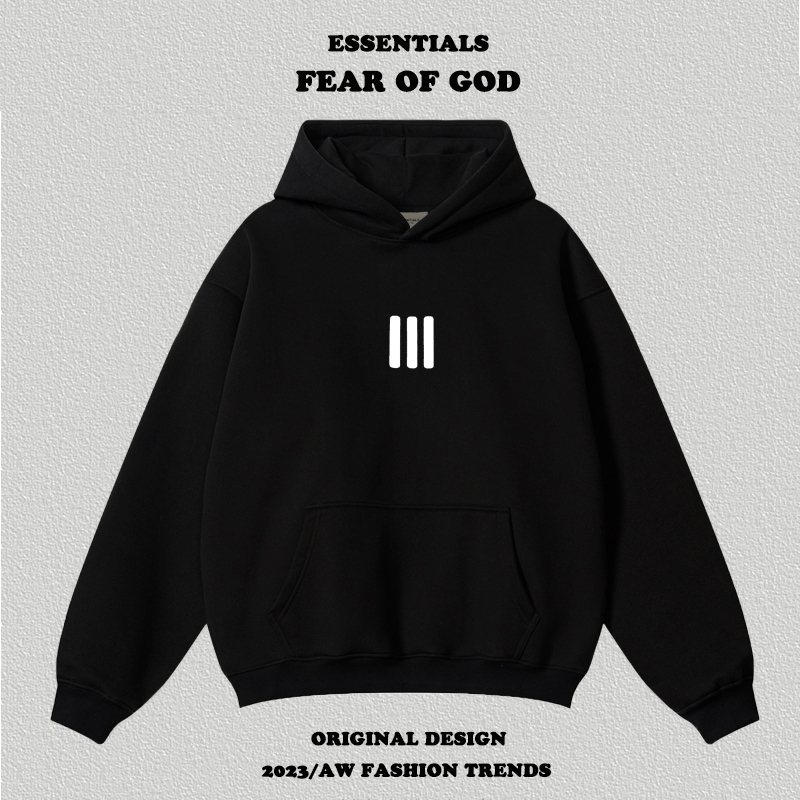 ESSENTIALS
FEAR OF GOD
ORIGINAL DESIGN
2023/AW FASHION TRENDS